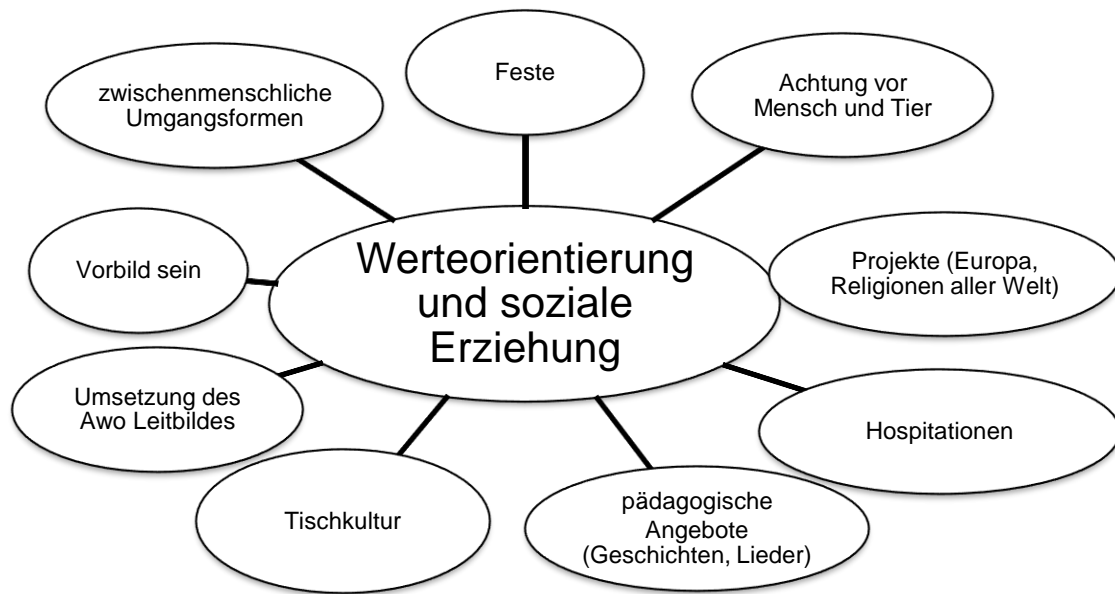 Feste
zwischenmenschliche
Umgangsformen
Achtung vor
Mensch und Tier
Werteorientierung
und soziale
Erziehung
Vorbild sein
Projekte (Europa,
Religionen aller Welt)
Umsetzung des
Awo Leitbildes
Hospitationen
Tischkultur
pädagogische
Angebote
(Geschichten, Lieder)